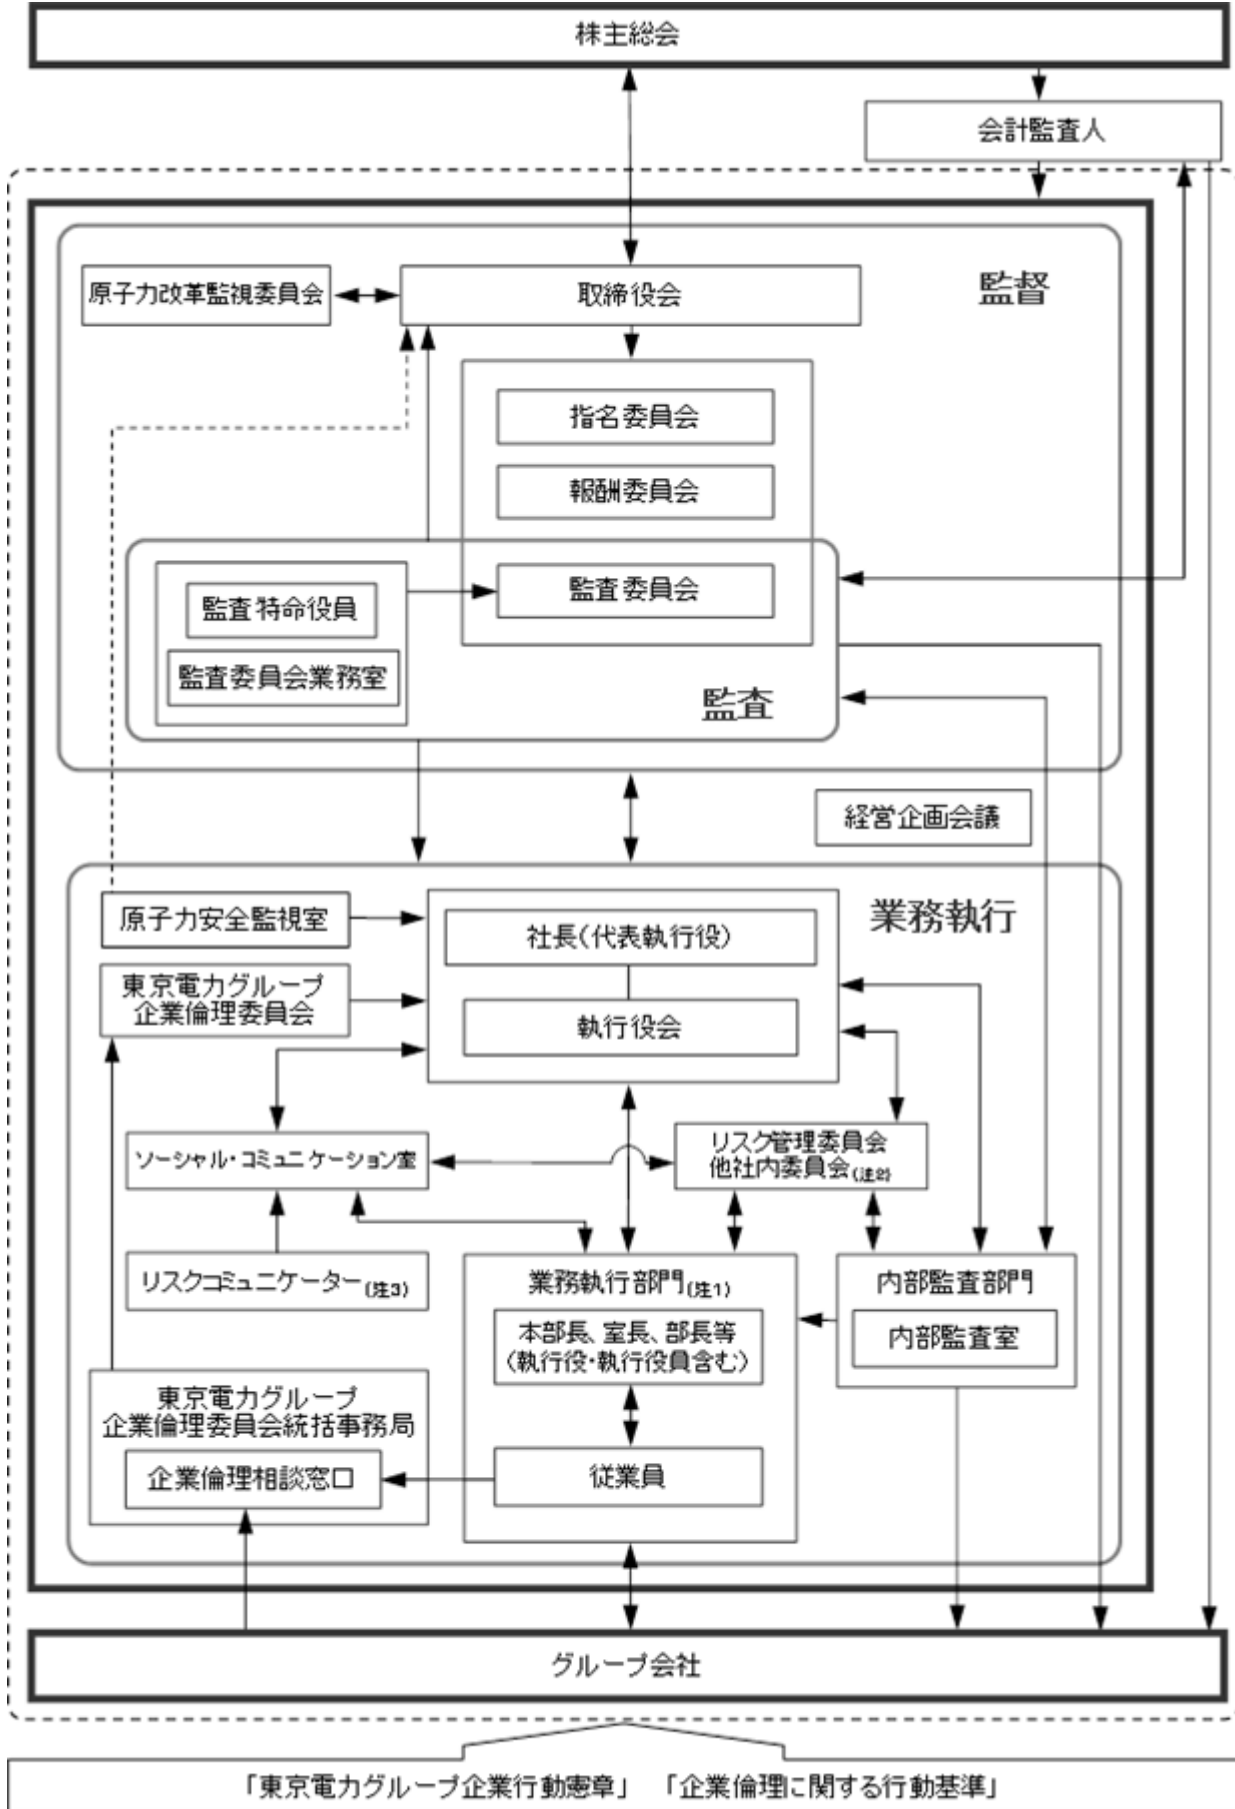 株主総会
会計監査人
監督
原子力改革監視委員会
取締役会
指名委員会
報酬委員会
監査委員会
監査特命役員
監査委員会業務室
監査
経営企画会議
業務執行
原子力安全監視室
社長(代表執行役)
東京電力グループ
企業倫理委員会
執行役会
ソーシャル・コミュニケーション室
リスク管理委員会
他社内委員会(注2)
リスクコミュニケーター(注3)
業務執行部門(注1)
内部監査部門
本部長、室長、部長等
(執行役・執行役員含む)
内部監査室
東京電力グループ
企業倫理委員会統括事務局
企業倫理相談窓口
従業員
グループ会社
「東京電力グループ企業行動憲章」 「企業倫理に関する行動基準」